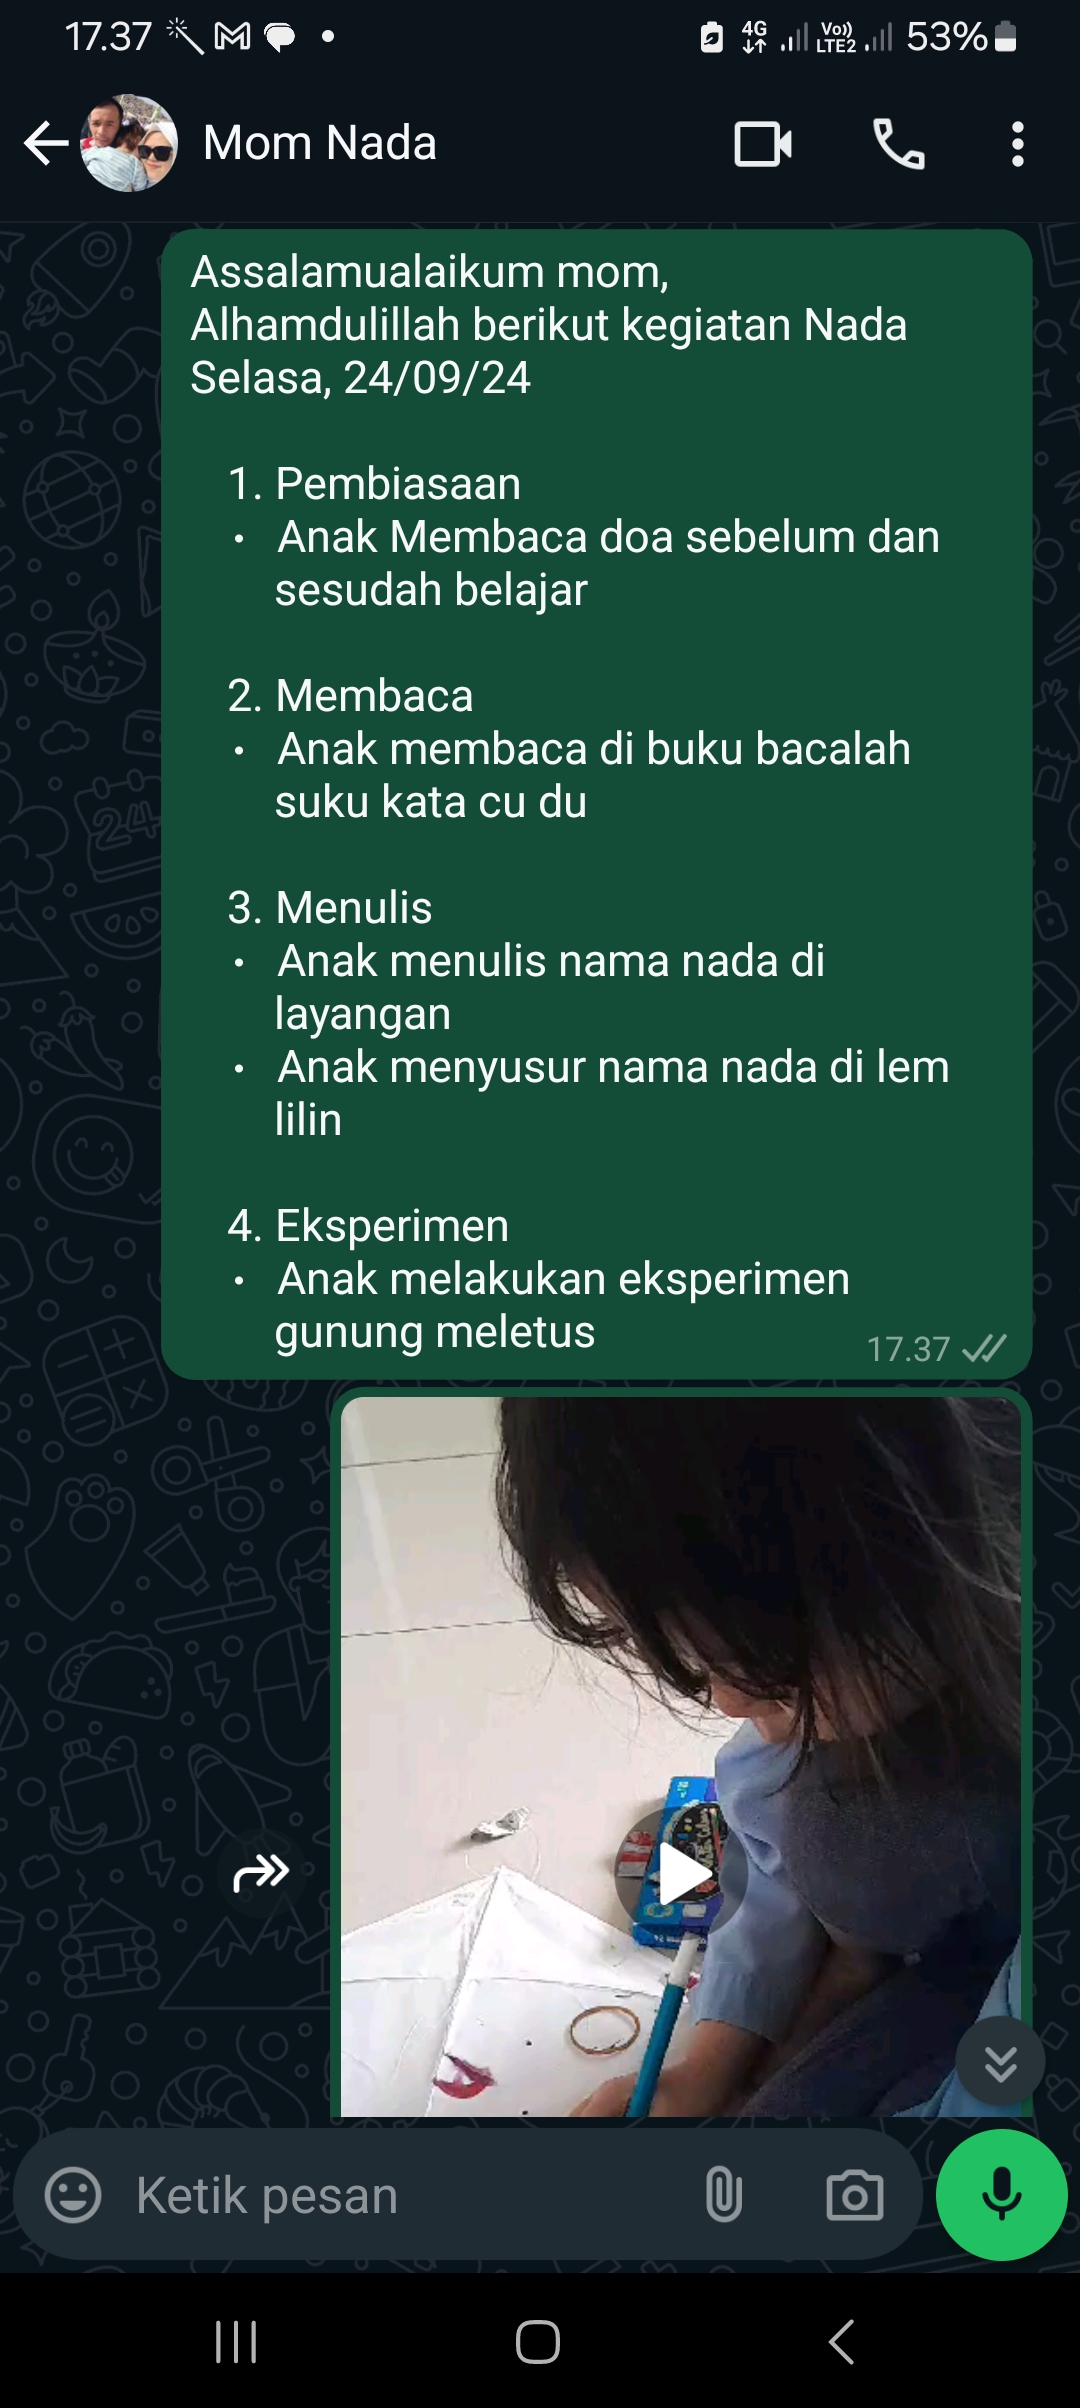 17.37
4G
Vo))
LTE2
53%
Mom Nada
Assalamualaikum mom,
Alhamdulillah berikut kegiatan Nada
Selasa, 24/09/24
1. Pembiasaan
• Anak Membaca doa sebelum dan
sesudah belajar
2. Membaca
• Anak membaca di buku bacalah
suku kata cu du
3. Menulis
• Anak menulis nama nada di
layangan
• Anak menyusur nama nada di lem
lilin
4. Eksperimen
• Anak melakukan eksperimen
gunung meletus
17.37
Ketik pesan